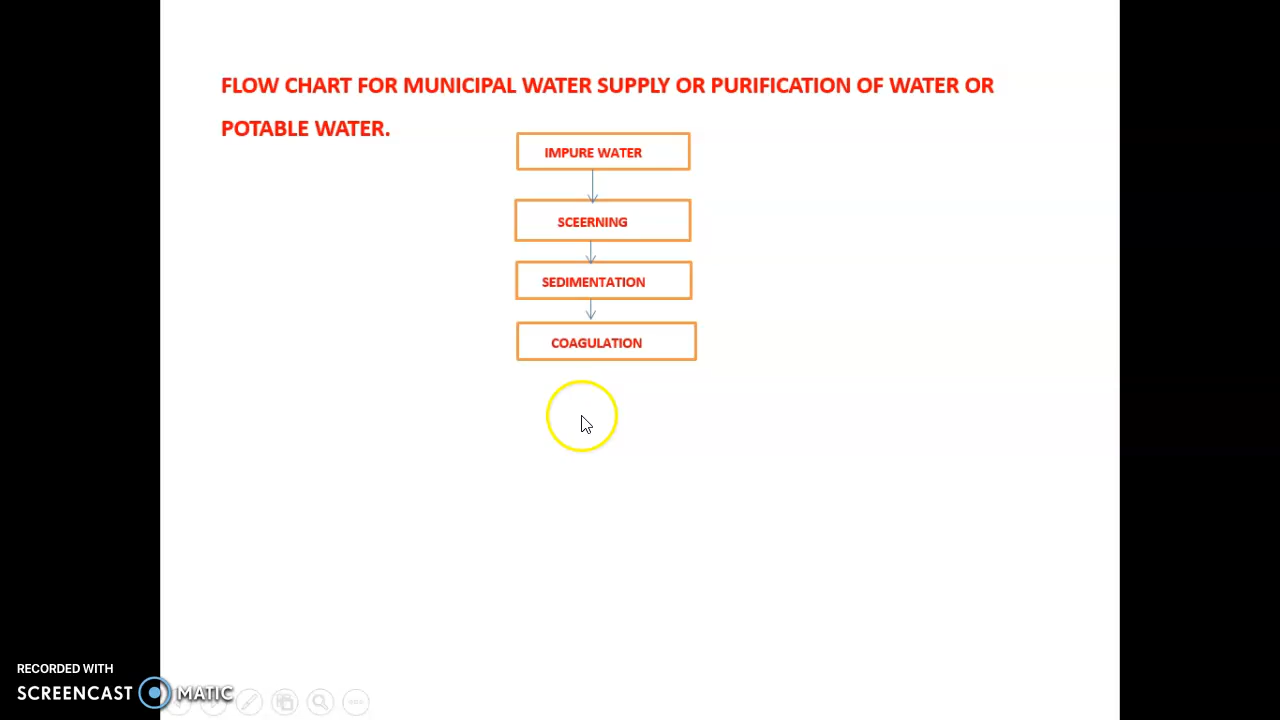 FLOW CHART FOR MUNICIPAL WATER SUPPLY OR PURIFICATION OF WATER OR
POTABLE WATER.
IMPURE WATER
SCEERNING
SEDIMENTATION
COAGULATION
RECORDED WITH
SCREENCAST MATIC